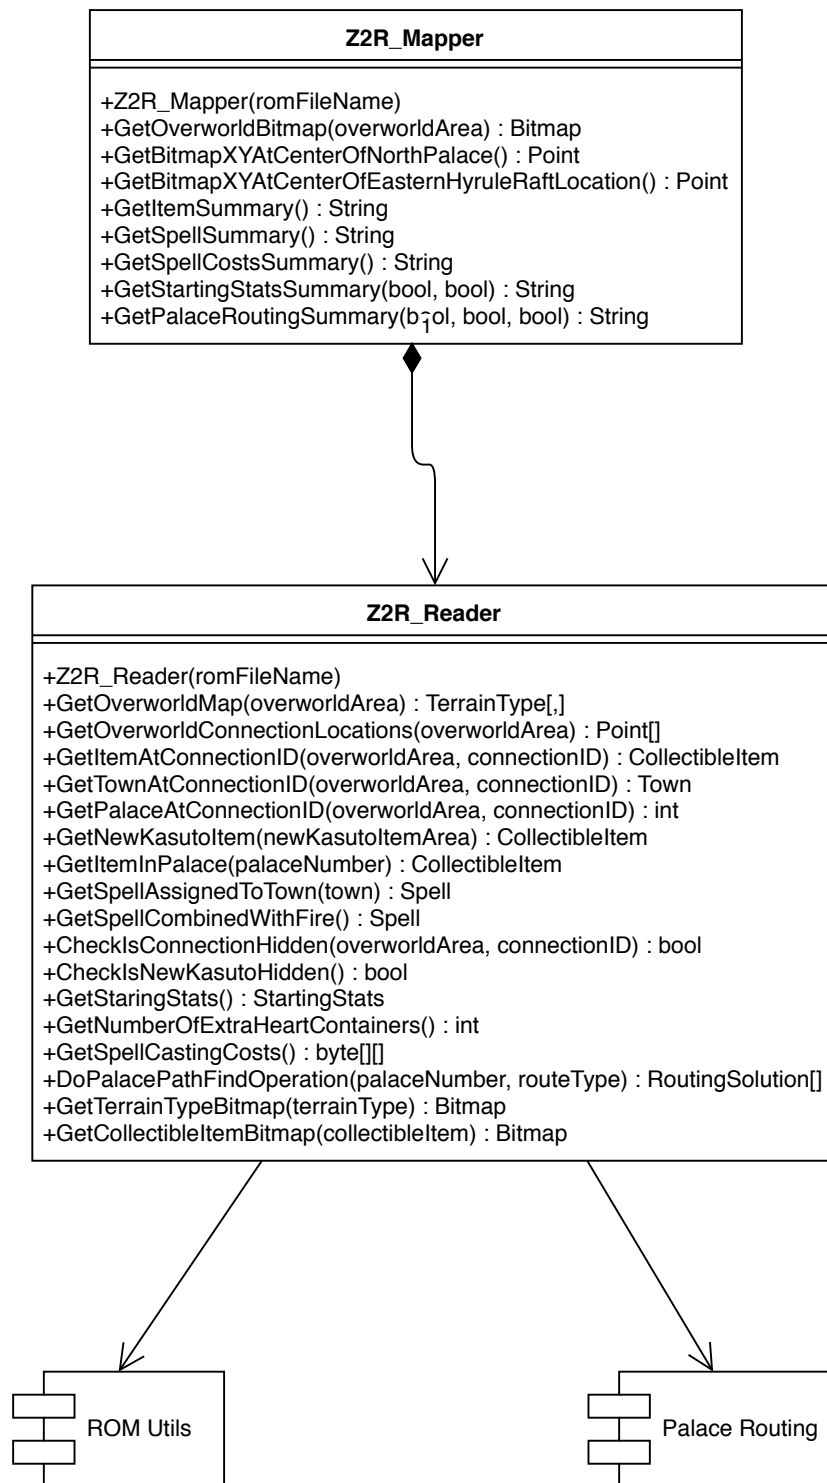 Z2R_Mapper
+Z2R_Mapper(romFileName)
+GetOverworldBitmap(overworldArea) : Bitmap
+GetBitmapXYAtCenterOfNorthPalace() : Point
+GetBitmapXYAtCenterOfEasternHyruleRaftLocation() : Point
+GetItemSummary() : String
+GetSpellSummary() : String
+GetSpellCostsSummary() : String
+GetStartingStatsSummary(bool, bool) : String
+GetPalaceRoutingSummary(bool, bool, bool) : String
1
Z2R_Reader
+Z2R_Reader(romFileName)
+GetOverworldMap(overworldArea) : TerrainType[,]
+GetOverworldConnectionLocations(overworldArea) : Point[]
+GetItemAtConnectionID(overworldArea, connectionID) : CollectibleItem
+GetTownAtConnectionID(overworldArea, connectionID) : Town
+GetPalaceAtConnectionID(overworldArea, connectionID) : int
+GetNewKasutoItem(newKasutoItemArea) : CollectibleItem
+GetItemInPalace(palaceNumber) : CollectibleItem
+GetSpellAssignedToTown(town) : Spell
+GetSpellCombinedWithFire() : Spell
+CheckIsConnectionHidden(overworldArea, connectionID) : bool
+CheckIsNewKasutoHidden() : bool
+GetStaringStats() : StartingStats
+GetNumberOfExtraHeartContainers() : int
+GetSpellCastingCosts() : byte[][]
+DoPalacePathFindOperation(palaceNumber, routeType) : RoutingSolution[]
+GetTerrainTypeBitmap(terrainType) : Bitmap
+GetCollectibleItemBitmap(collectibleItem) : Bitmap
ROM Utils
Palace Routing